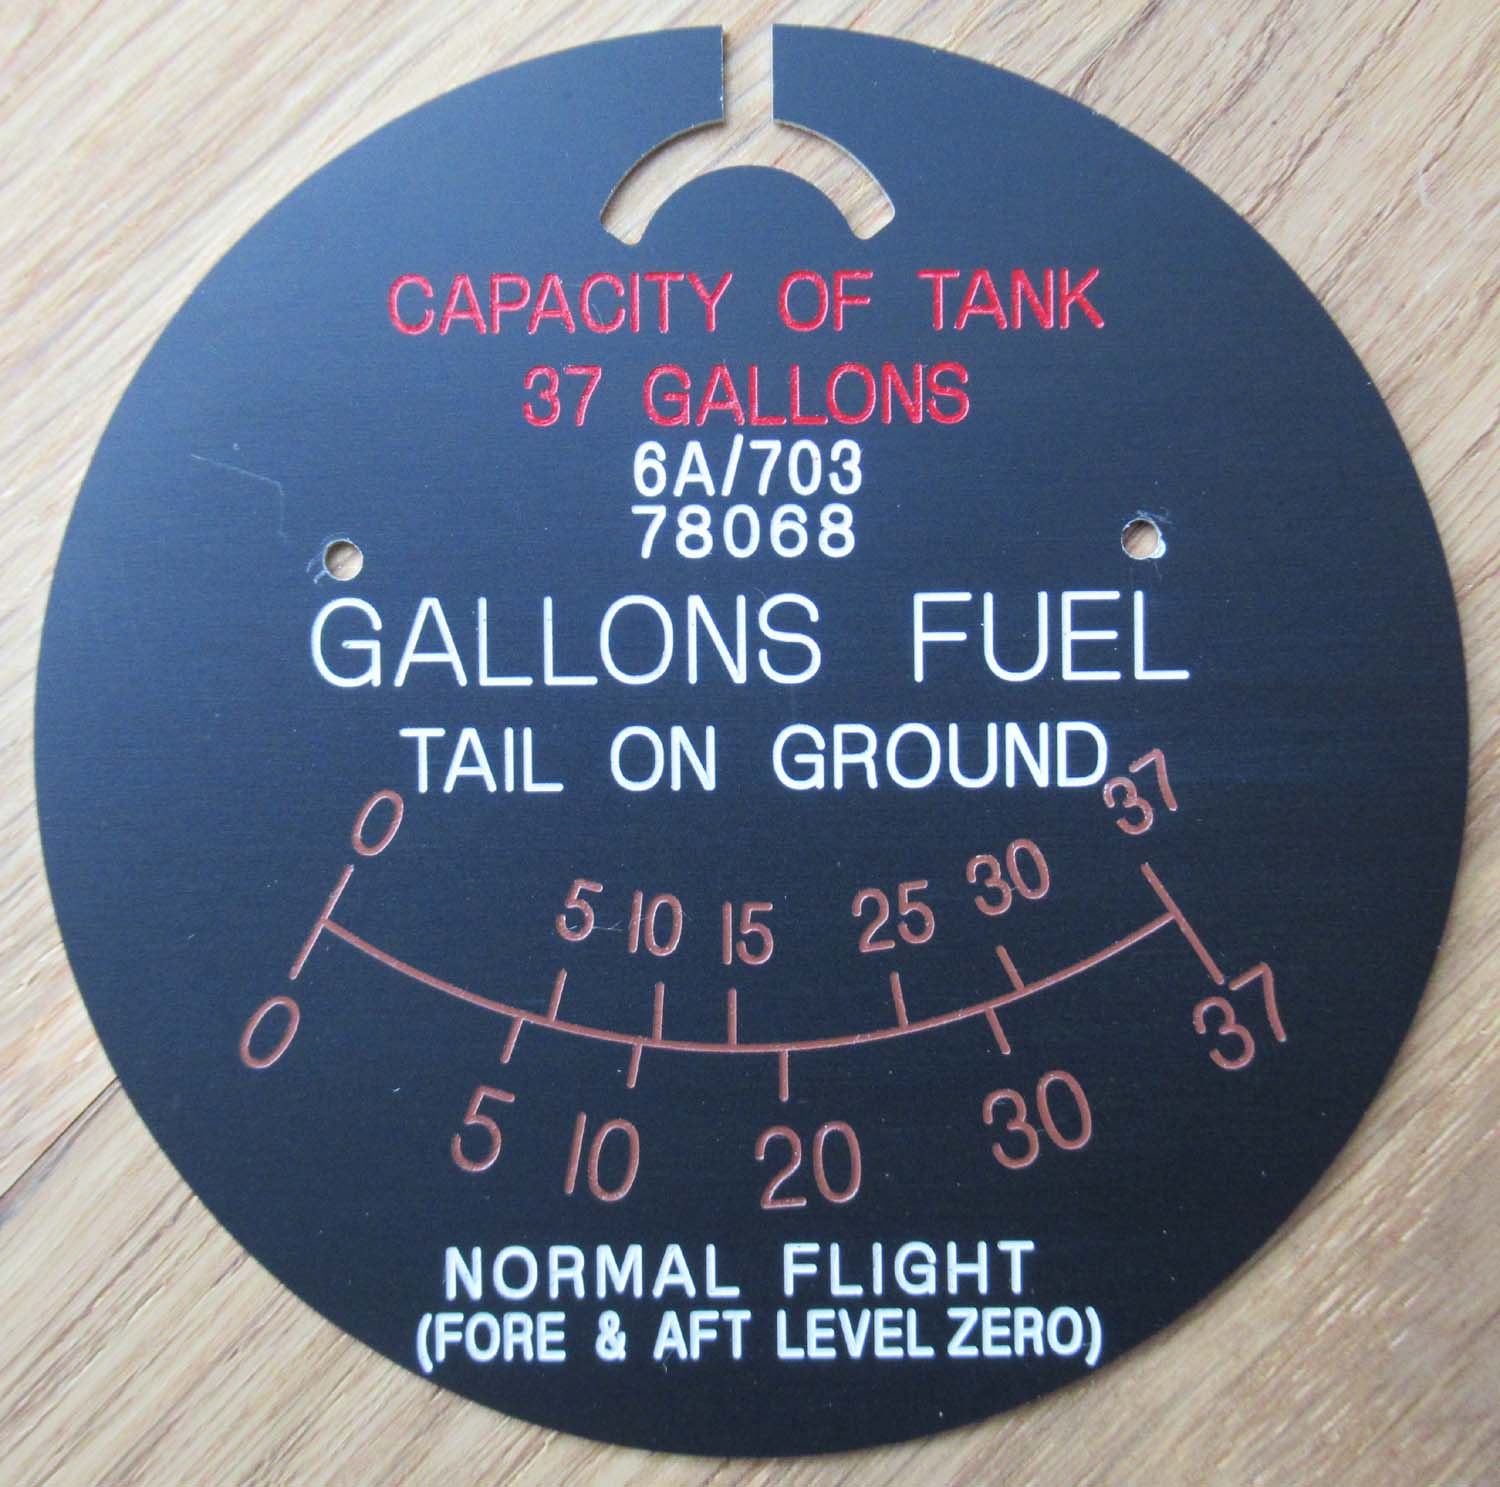 CAPACITY OF TANK
37 GALLONS
6A/703
78068
GALLONS FUEL
TAIL ON GROUND
0 5 10 15 25 30 37
0 5 10 20 30 37
NORMAL FLIGHT
(FORE & AFT LEVEL ZERO)